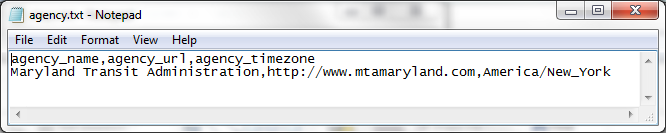 agency.txt - Notepad
File Edit Format View Help
agency_name,agency_url,agency_timezone
Maryland Transit Administration,http://www.mtamaryland.com,America/New_York